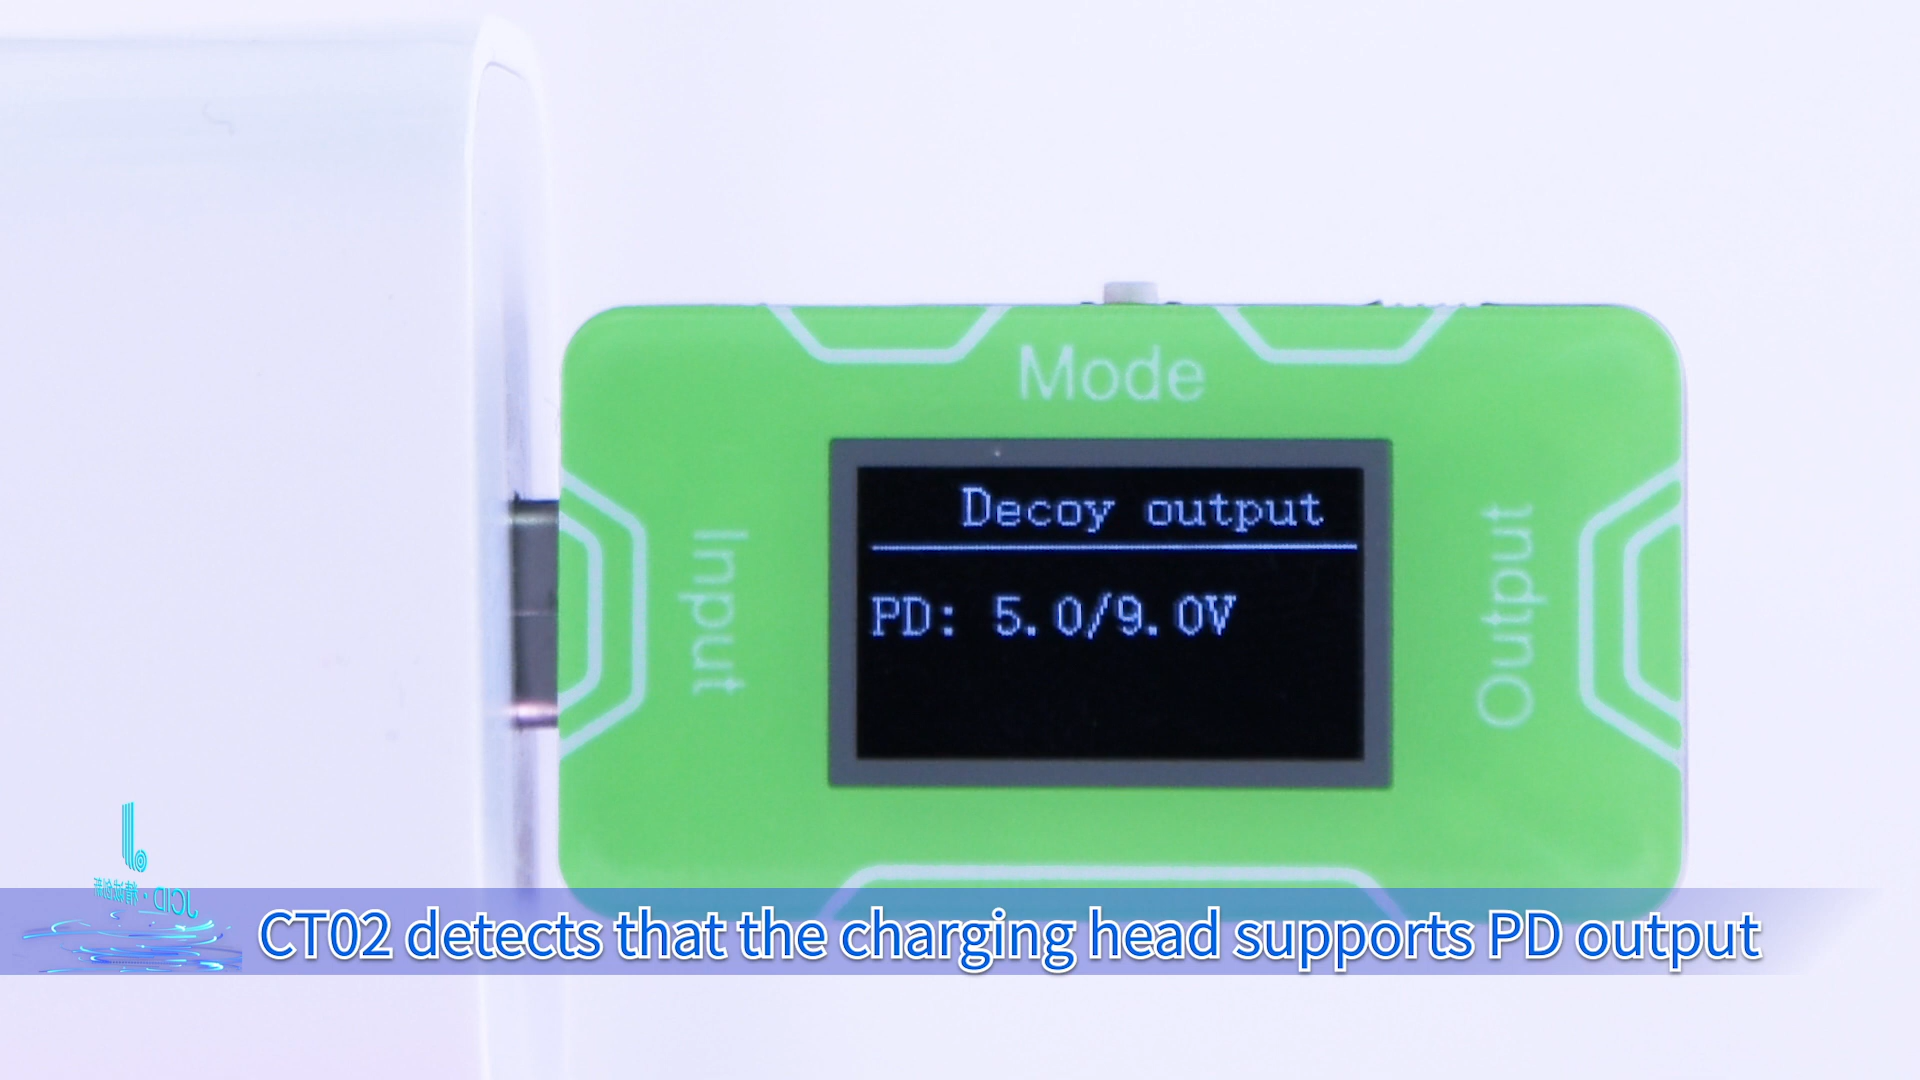 Mode
Input
Decoy output
PD: 5.0/9.0V
Output
JCID
CT02 detects that the charging head supports PD output